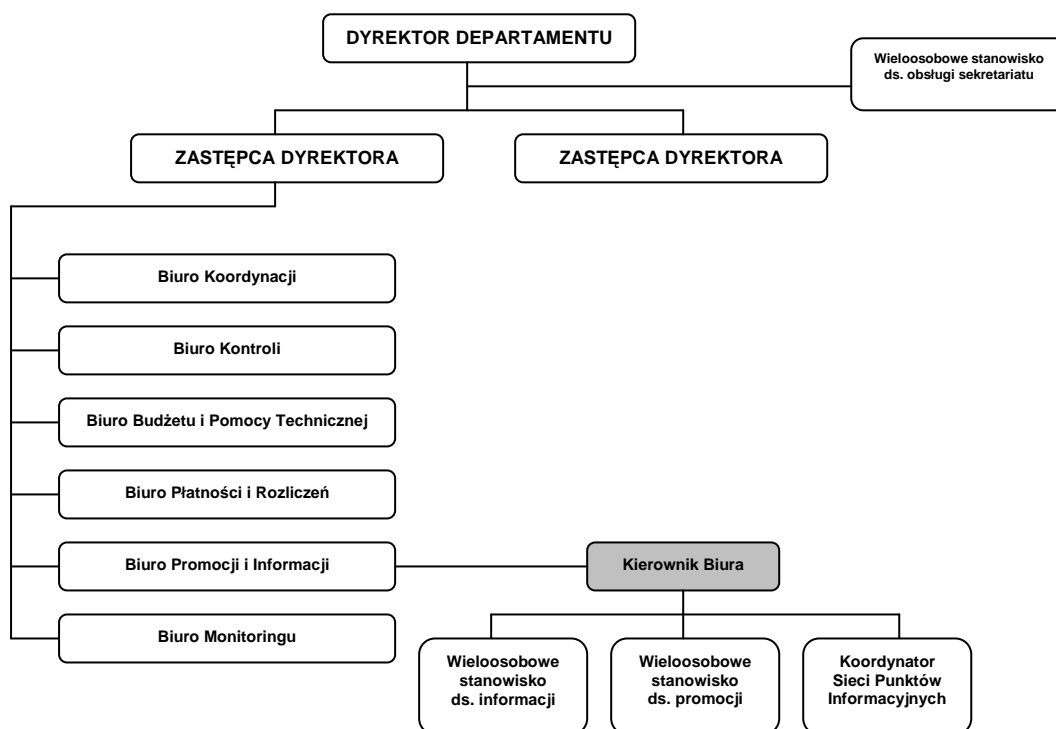 DYREKTOR DEPARTAMENTU
Wieloosobowe stanowisko
ds. obsługi sekretariatu
ZASTĘPCA DYREKTORA
ZASTĘPCA DYREKTORA
Biuro Koordynacji
Biuro Kontroli
Biuro Budżetu i Pomocy Technicznej
Biuro Płatności i Rozliczeń
Biuro Promocji i Informacji
Kierownik Biura
Biuro Monitoringu
Wieloosobowe
stanowisko
ds. informacji
Wieloosobowe
stanowisko
ds. promocji
Koordynator
Sieci Punktów
Informacyjnych